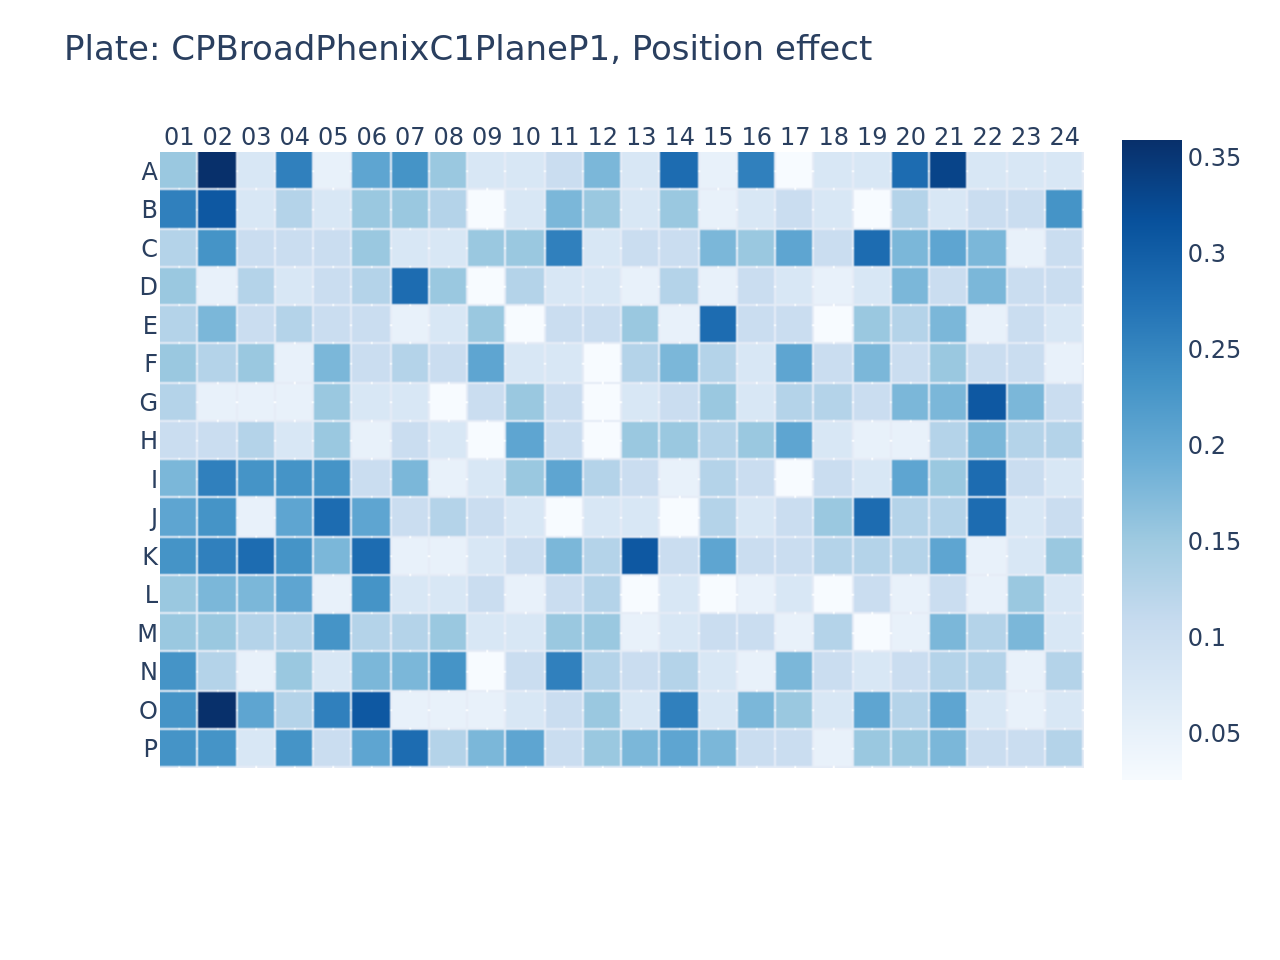 Plate: CPBroadPhenixC1PlaneP1, Position effect
01 02 03 04 05 06 07 08 09 10 11 12 13 14 15 16 17 18 19 20 21 22 23 24
A
B
C
D
E
F
G
H
I
J
K
L
M
N
O
P
0.35
0.3
0.25
0.2
0.15
0.1
0.05